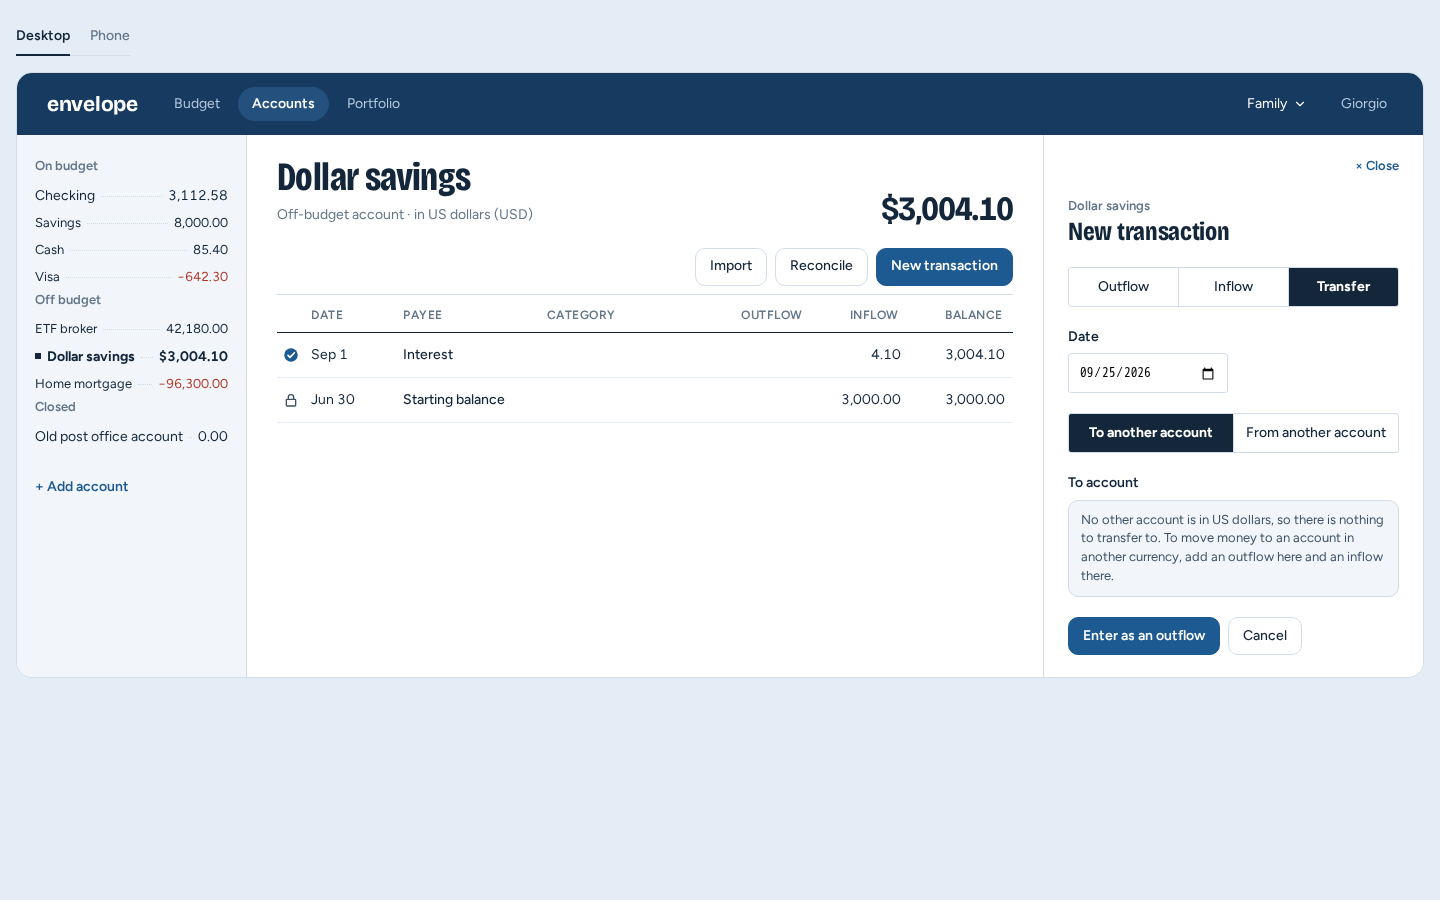 Desktop Phone
envelope Budget Accounts Portfolio Family Giorgio
On budget
Checking 3,112.58
Savings 8,000.00
Cash 85.40
Visa −642.30
Off budget
ETF broker 42,180.00
Dollar savings $3,004.10
Home mortgage −96,300.00
Closed
Old post office account 0.00
+ Add account
Dollar savings
Off-budget account · in US dollars (USD)
$3,004.10
Import Reconcile New transaction
DATE PAYEE CATEGORY OUTFLOW INFLOW BALANCE
Sep 1 Interest 4.10 3,004.10
Jun 30 Starting balance 3,000.00 3,000.00
× Close
Dollar savings
New transaction
Outflow Inflow Transfer
Date
09/25/2026
To another account From another account
To account
No other account is in US dollars, so there is nothing
to transfer to. To move money to an account in
another currency, add an outflow here and an inflow
there.
Enter as an outflow Cancel